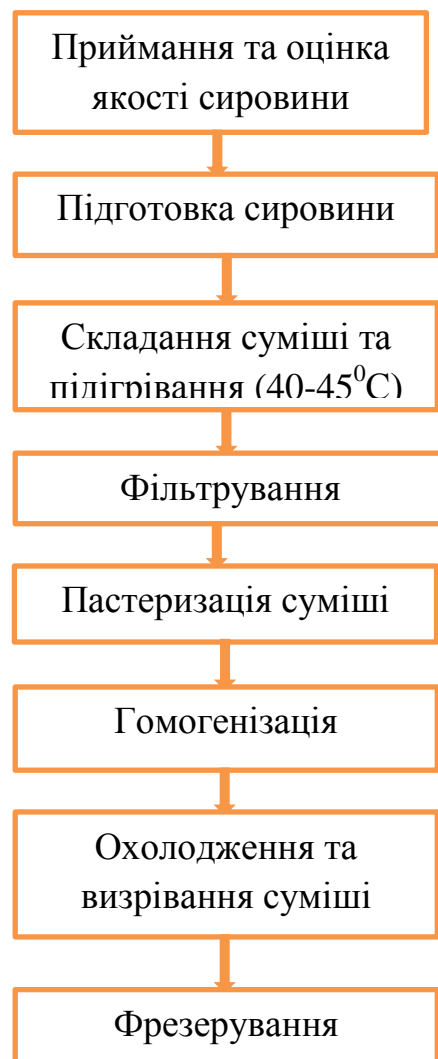 Приймання та оцінка
якості сировини
Підготовка сировини
Складання суміші та
підігрівання (40-45⁰С)
Фільтрування
Пастеризація суміші
Гомогенізація
Охолодження та
визрівання суміші
Фрезерування